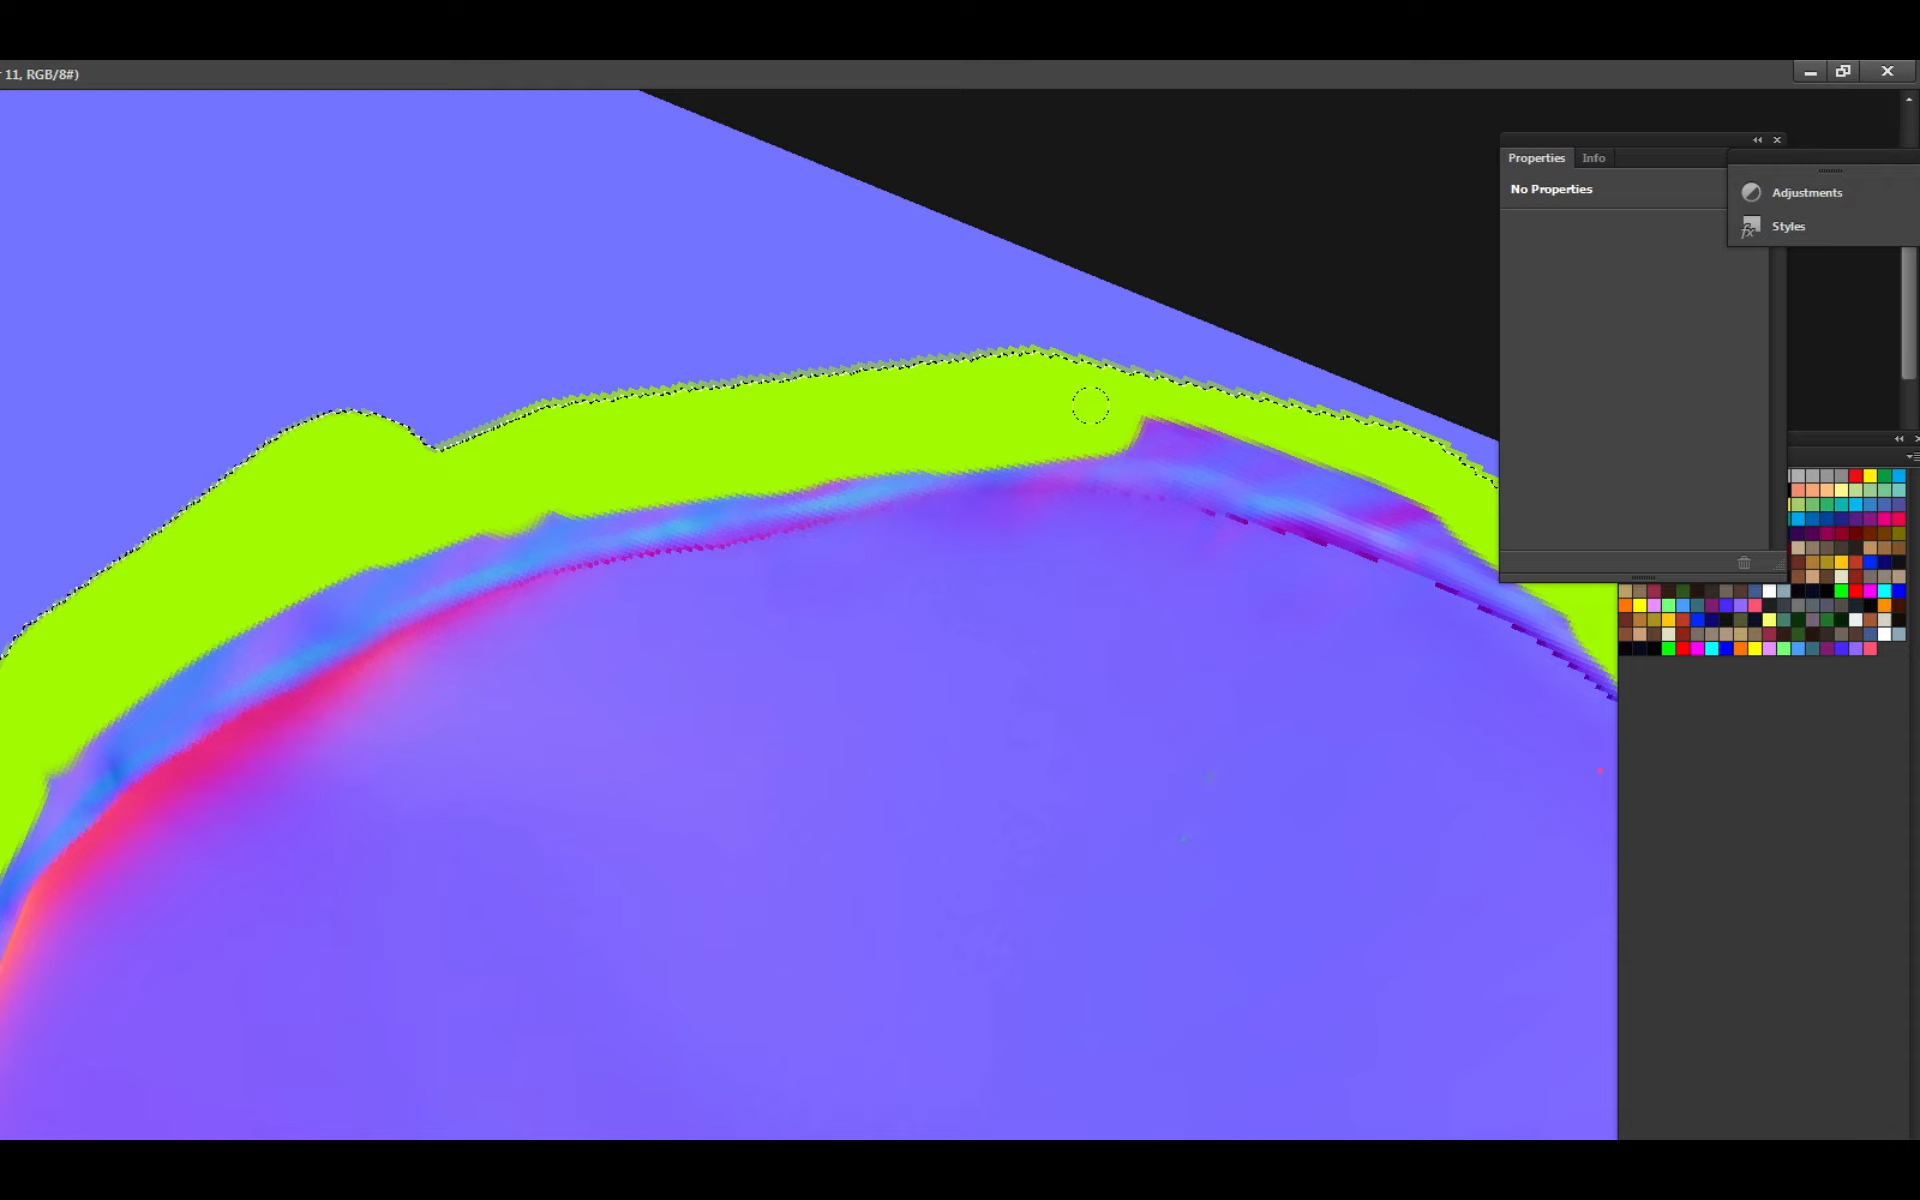 r 11, RGB/8#)
Properties Info
No Properties
Adjustments
Styles